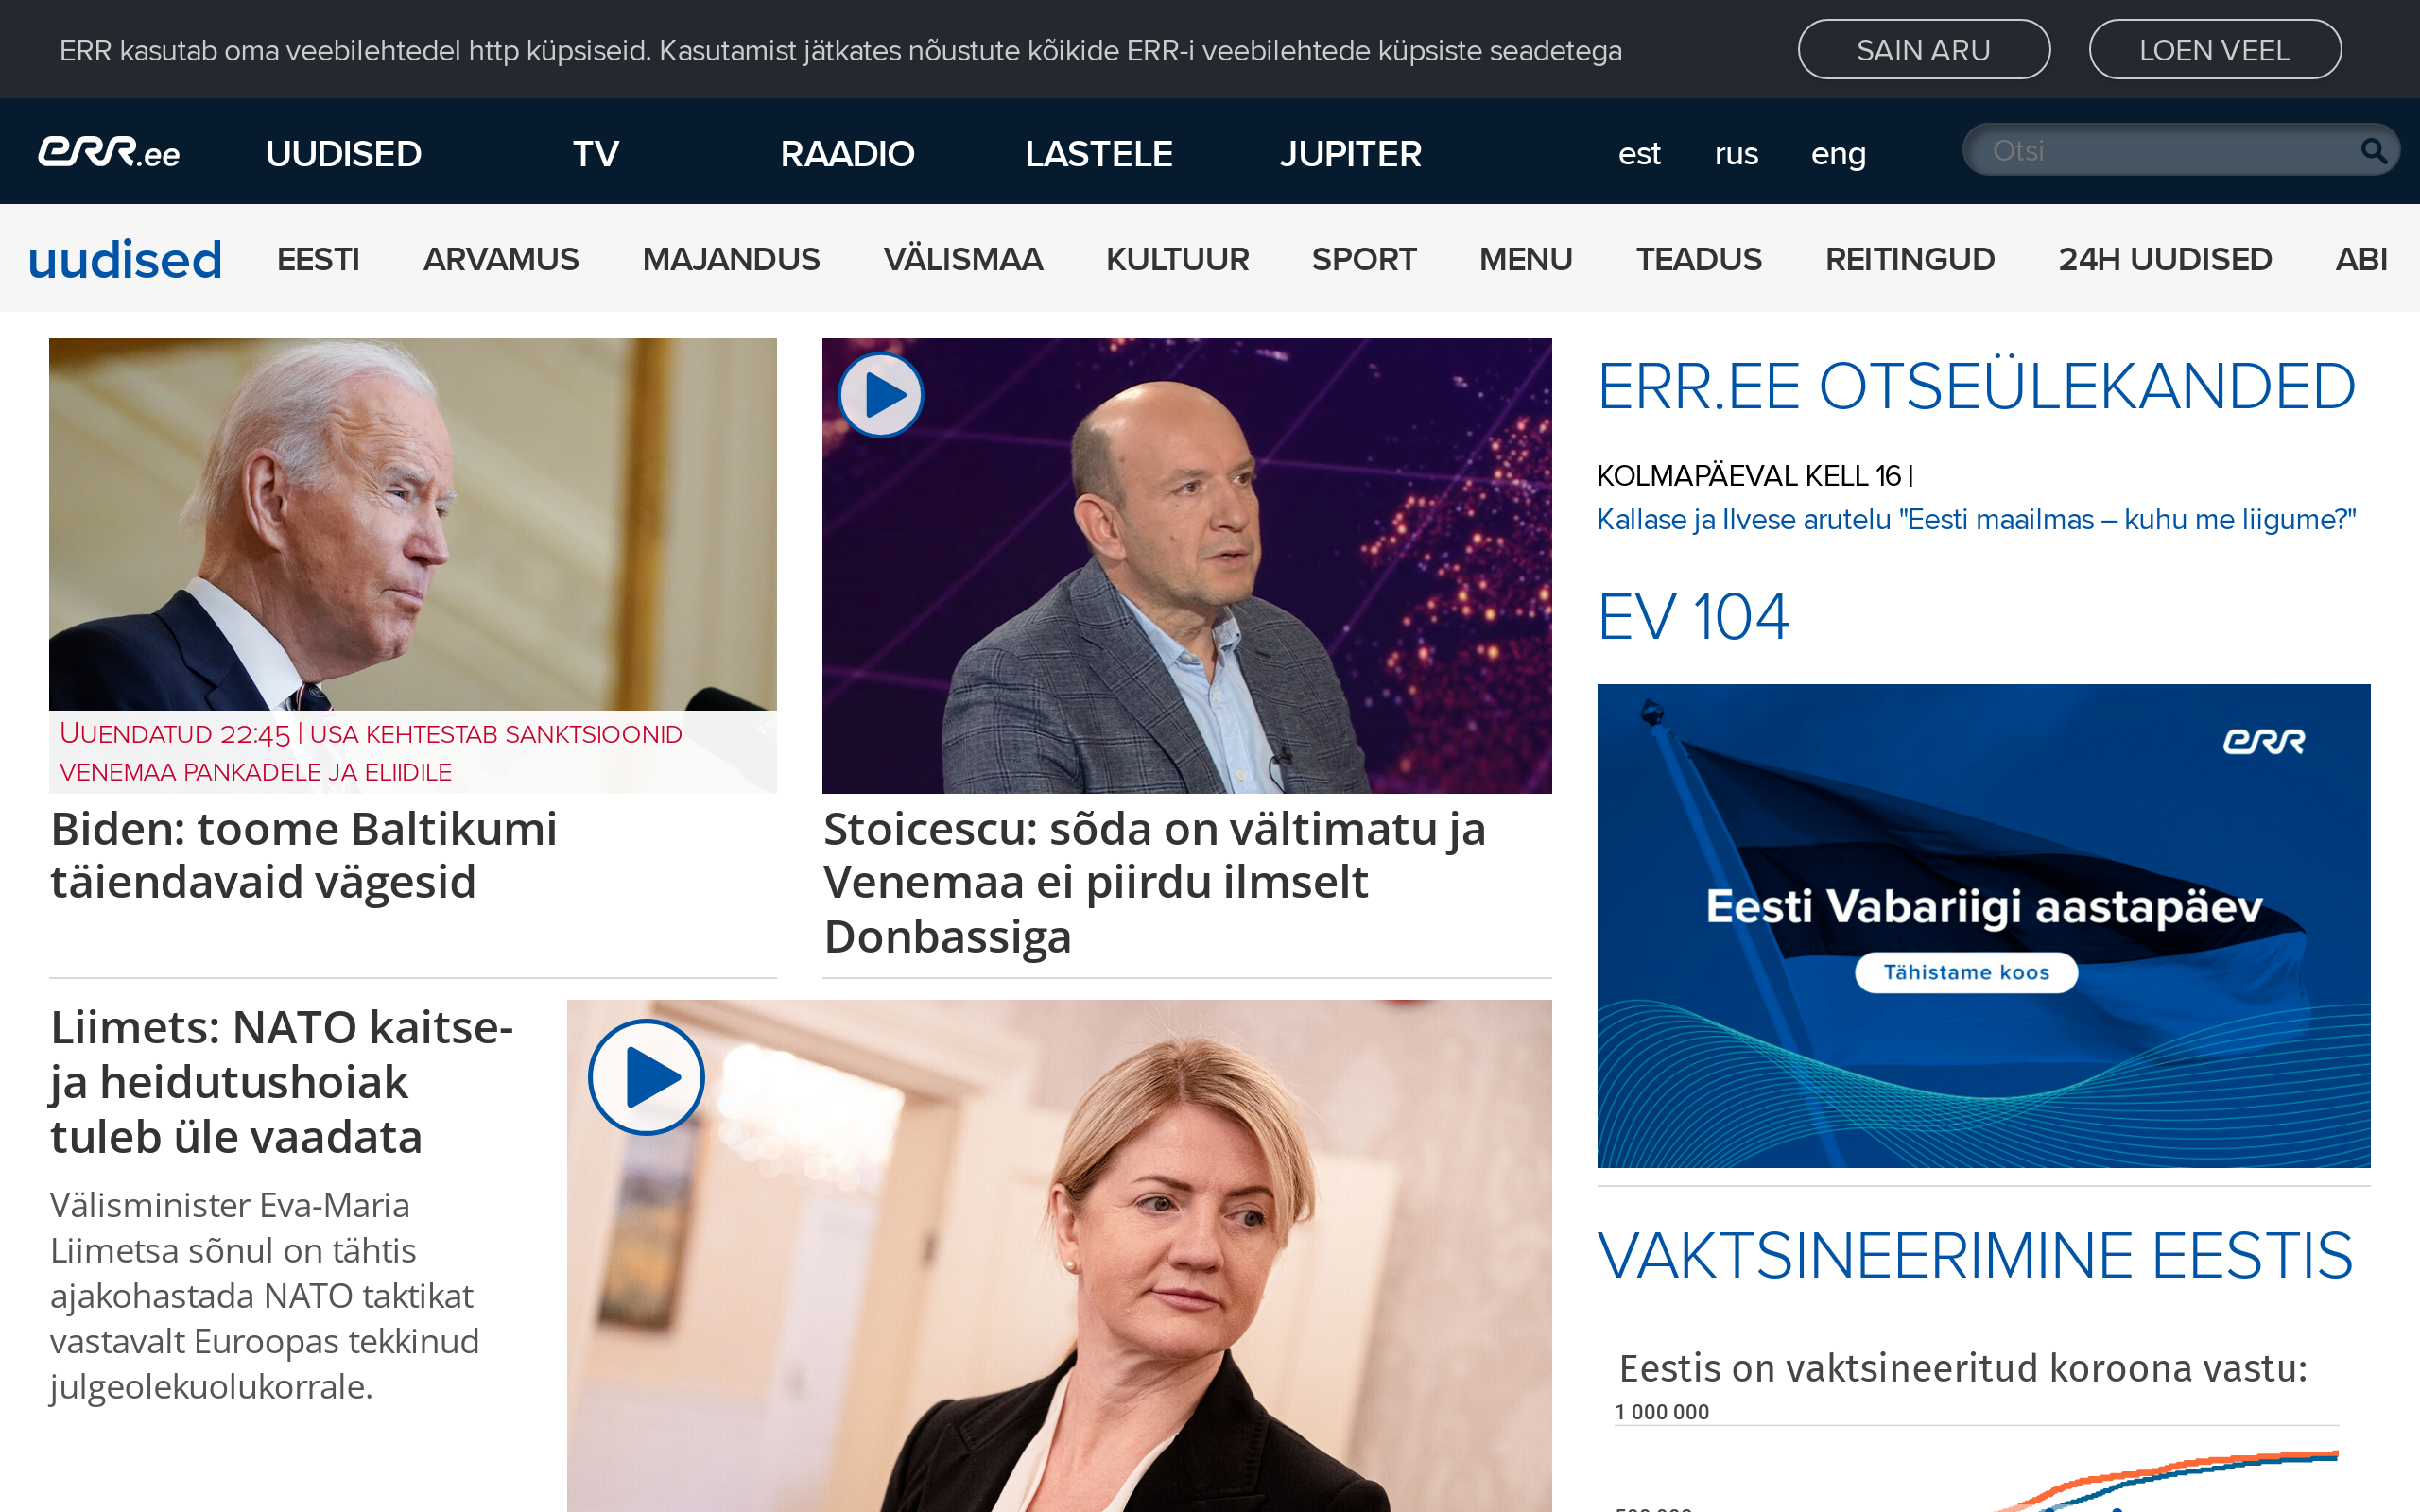 ERR kasutab oma veebilehtedel http küpsiseid. Kasutamist jätkates nõustute kõikide ERR-i veebilehtede küpsiste seadetega
SAIN ARU
LOEN VEEL
err.ee
UUDISED
TV
RAADIO
LASTELE
JUPITER
est
rus
eng
Otsi
uudised
EESTI
ARVAMUS
MAJANDUS
VÄLISMAA
KULTUUR
SPORT
MENU
TEADUS
REITINGUD
24H UUDISED
ABI
UUENDATUD 22:45 | USA KEHTESTAB SANKTSIOONID
VENEMAA PANKADELE JA ELIIDILE
Biden: toome Baltikumi
täiendavaid vägesid
Stoicescu: sõda on vältimatu ja
Venemaa ei piirdu ilmselt
Donbassiga
Liimets: NATO kaitse-
ja heidutushoiak
tuleb üle vaadata
Välisminister Eva-Maria
Liimetsa sõnul on tähtis
ajakohastada NATO taktikat
vastavalt Euroopas tekkinud
julgeolekuolukorrale.
ERR.EE OTSEÜLEKANDED
KOLMAPÄEVAL KELL 16 |
Kallase ja Ilvese arutelu "Eesti maailmas – kuhu me liigume?"
EV 104
err
Eesti Vabariigi aastapäev
Tähistame koos
VAKTSINEERIMINE EESTIS
Eestis on vaktsineeritud koroona vastu:
1 000 000